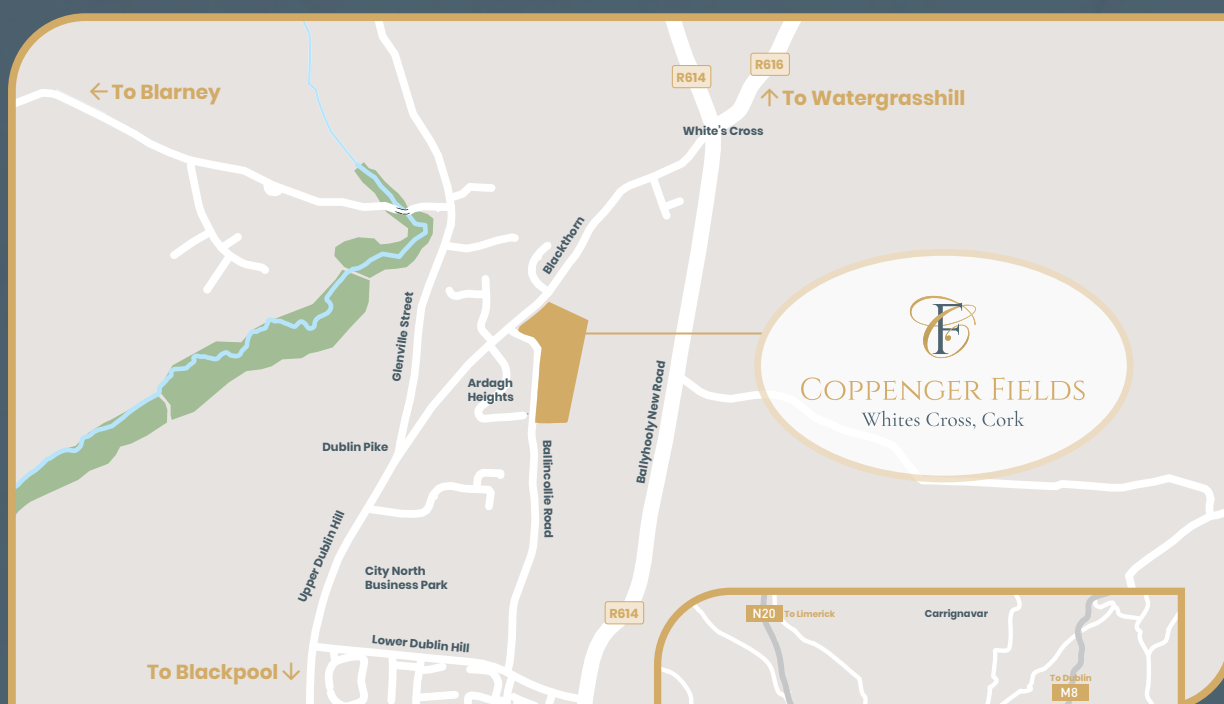 R616
R614
← To Blarney
↑ To Watergrasshill
White's Cross
Blackthorn
Glenville Street
CF
Ardagh
Heights
COPPENGER FIELDS
Whites Cross, Cork
Ballyhooly New Road
Dublin Pike
Ballincollie Road
Upper Dublin Hill
City North
Business Park
R614
N20 To Limerick
Carrignavar
Lower Dublin Hill
To Blackpool ↓
To Dublin
M8